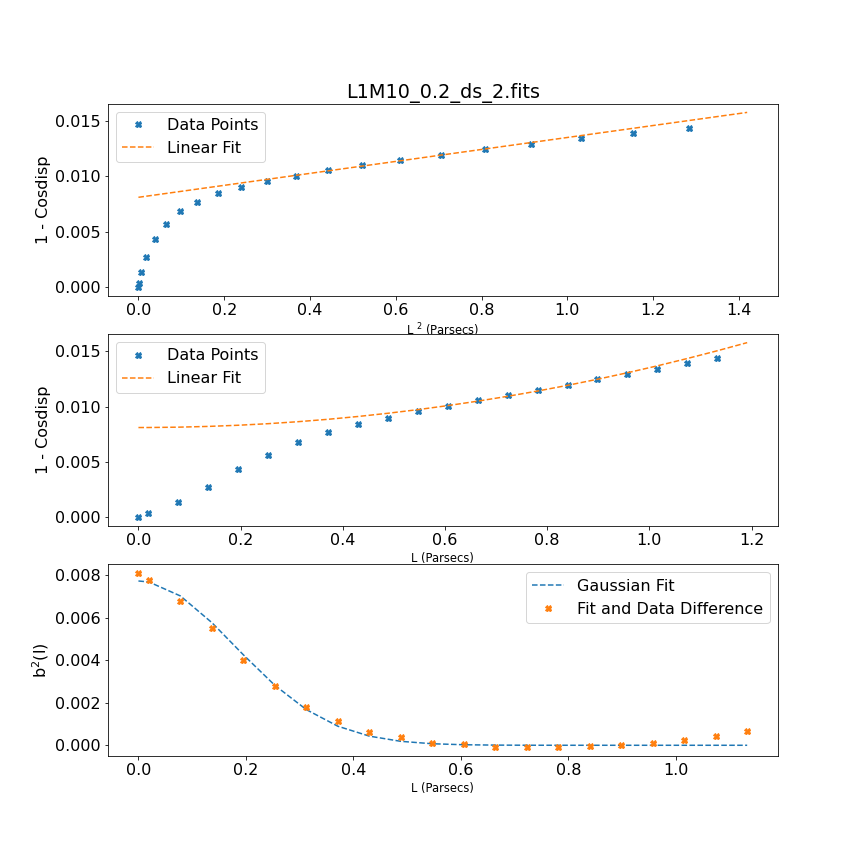 L1M10_0.2_ds_2.fits
1 - Cosdisp
0.015
0.010
0.005
0.000
Data Points
Linear Fit
0.0 0.2 0.4 0.6 0.8 1.0 1.2 1.4
L ² (Parsecs)
1 - Cosdisp
0.015
0.010
0.005
0.000
Data Points
Linear Fit
0.0 0.2 0.4 0.6 0.8 1.0 1.2
L (Parsecs)
b²(l)
0.008
0.006
0.004
0.002
0.000
Gaussian Fit
Fit and Data Difference
0.0 0.2 0.4 0.6 0.8 1.0
L (Parsecs)